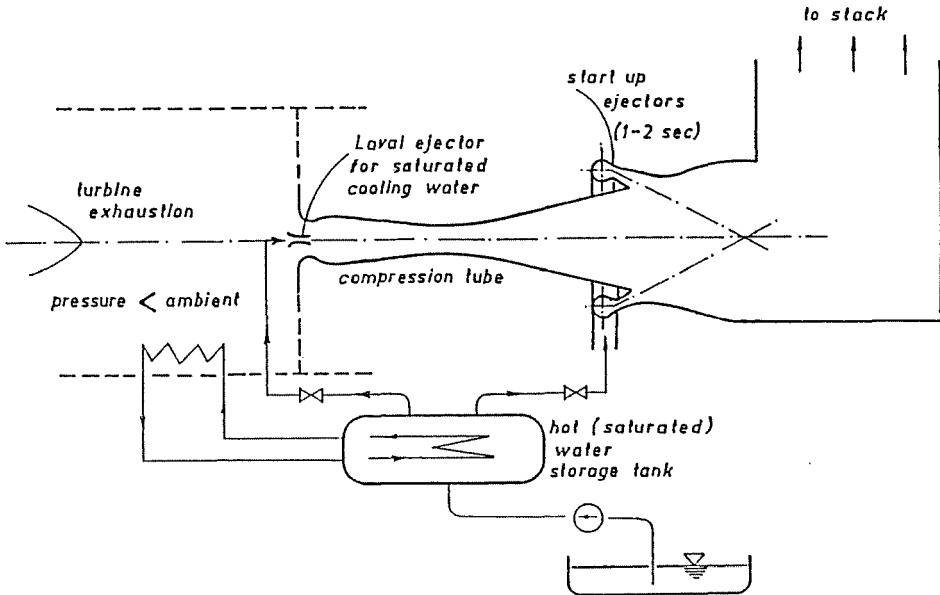 to stack
start up
ejectors
(1-2 sec)
Laval ejector
for saturated
cooling water
turbine
exhaustion
compression tube
pressure < ambient
hot (saturated)
water
storage tank